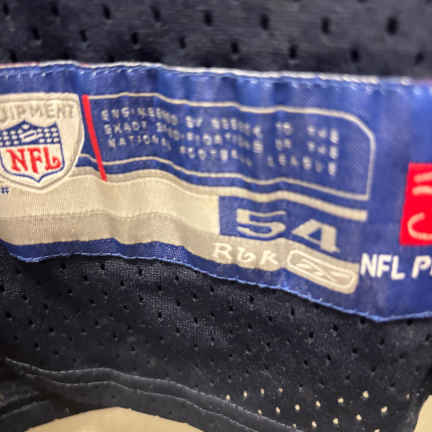 EQUIPMENT
NFL
ENGINEERED BY REEBOK TO THE
EXACT SPECIFICATIONS OF THE
NATIONAL FOOTBALL LEAGUE
#
54
RBK
NFL P